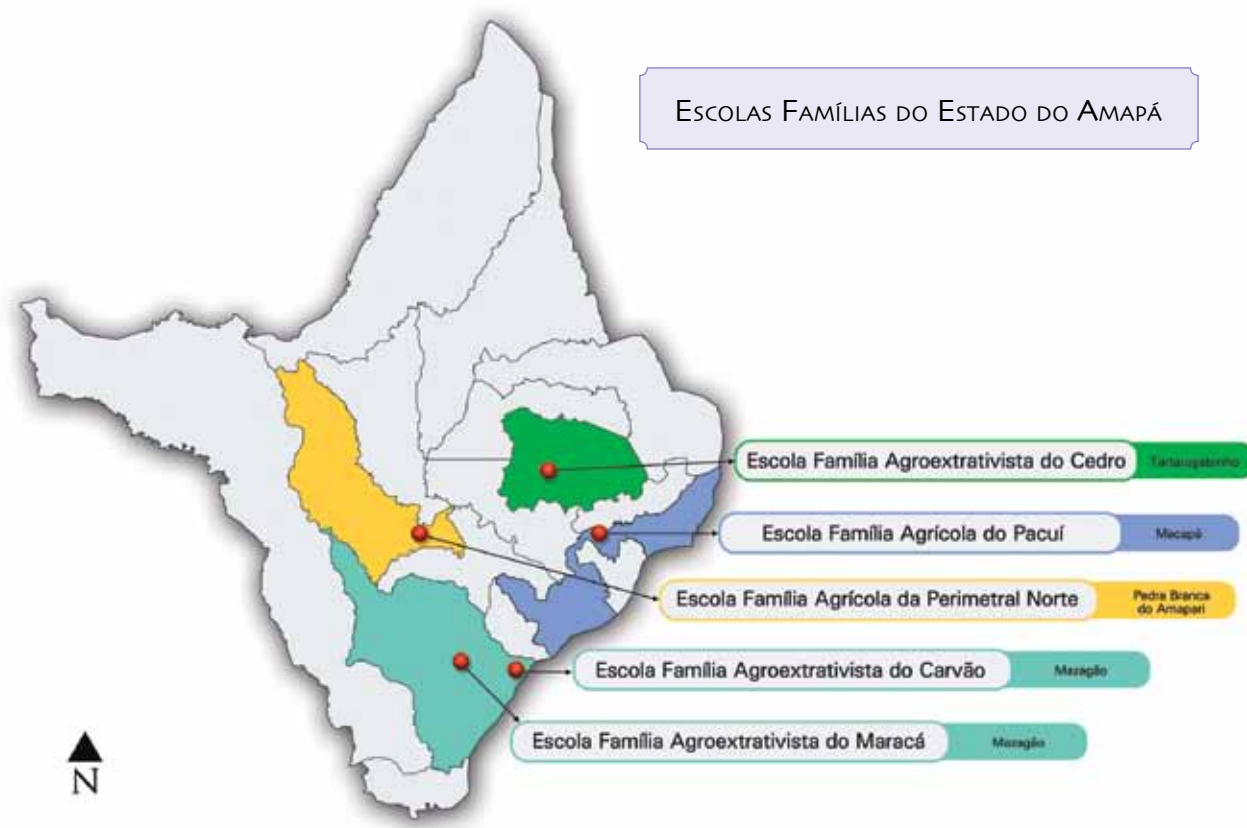 Escolas Famílias do Estado do Amapá
Escola Família Agroextrativista do Cedro
Tartarugalzinho
Escola Família Agrícola do Pacuí
Macapá
Escola Família Agrícola da Perimetral Norte
Pedra Branca
do Amapari
Escola Família Agroextrativista do Carvão
Mazagão
Escola Família Agroextrativista do Maracá
Mazagão
N